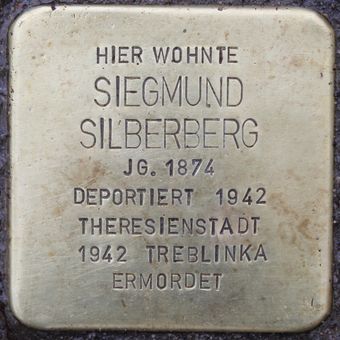 HIER WOHNTE
SIEGMUND
SILBERBERG
JG. 1874
DEPORTIERT 1942
THERESIENSTADT
1942 TREBLINKA
ERMORDET